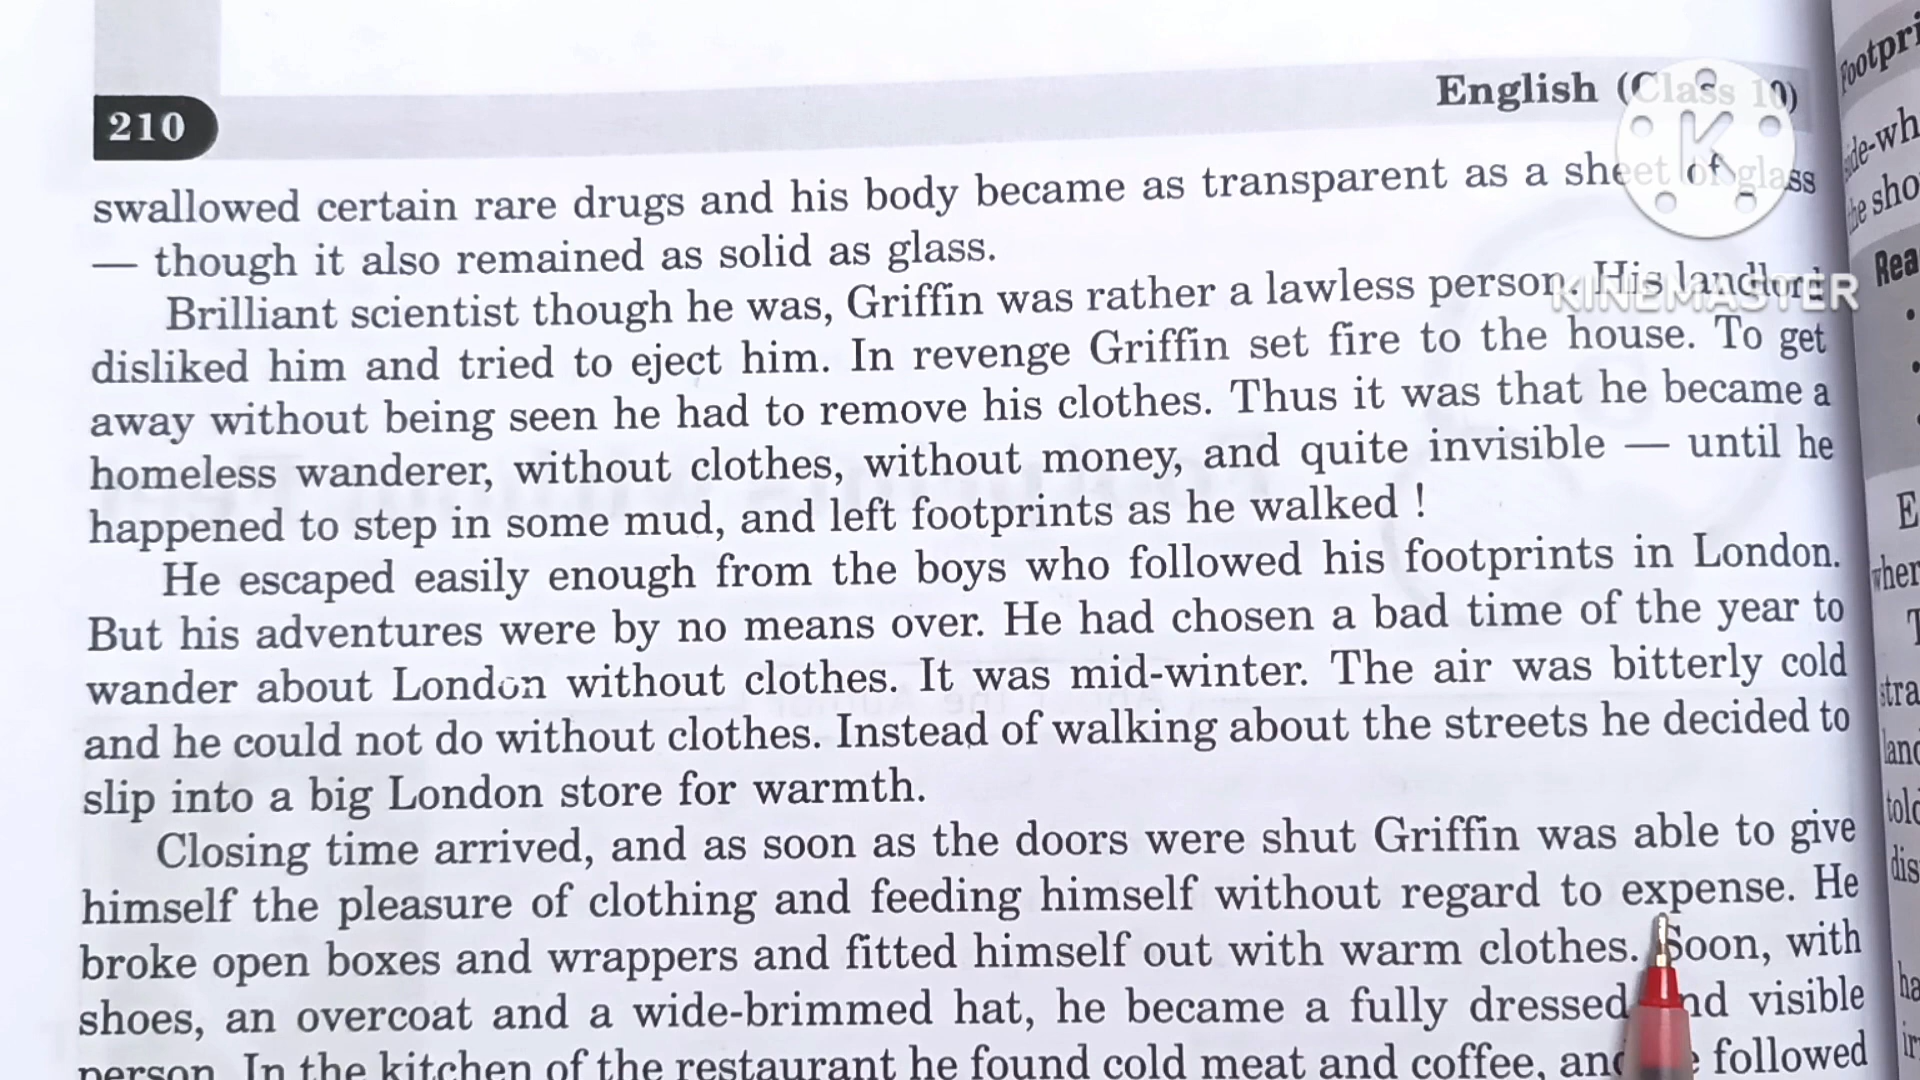 210
English (Class 10)
swallowed certain rare drugs and his body became as transparent as a sheet of glass
— though it also remained as solid as glass.
Brilliant scientist though he was, Griffin was rather a lawless person. His landlord
disliked him and tried to eject him. In revenge Griffin set fire to the house. To get
away without being seen he had to remove his clothes. Thus it was that he became a
homeless wanderer, without clothes, without money, and quite invisible — until he
happened to step in some mud, and left footprints as he walked !
He escaped easily enough from the boys who followed his footprints in London.
But his adventures were by no means over. He had chosen a bad time of the year to
wander about London without clothes. It was mid-winter. The air was bitterly cold
and he could not do without clothes. Instead of walking about the streets he decided to
slip into a big London store for warmth.
Closing time arrived, and as soon as the doors were shut Griffin was able to give
himself the pleasure of clothing and feeding himself without regard to expense. He
broke open boxes and wrappers and fitted himself out with warm clothes. Soon, with
shoes, an overcoat and a wide-brimmed hat, he became a fully dressed and visible
person. In the kitchen of the restaurant he found cold meat and coffee, and followed
K
KINEMASTER